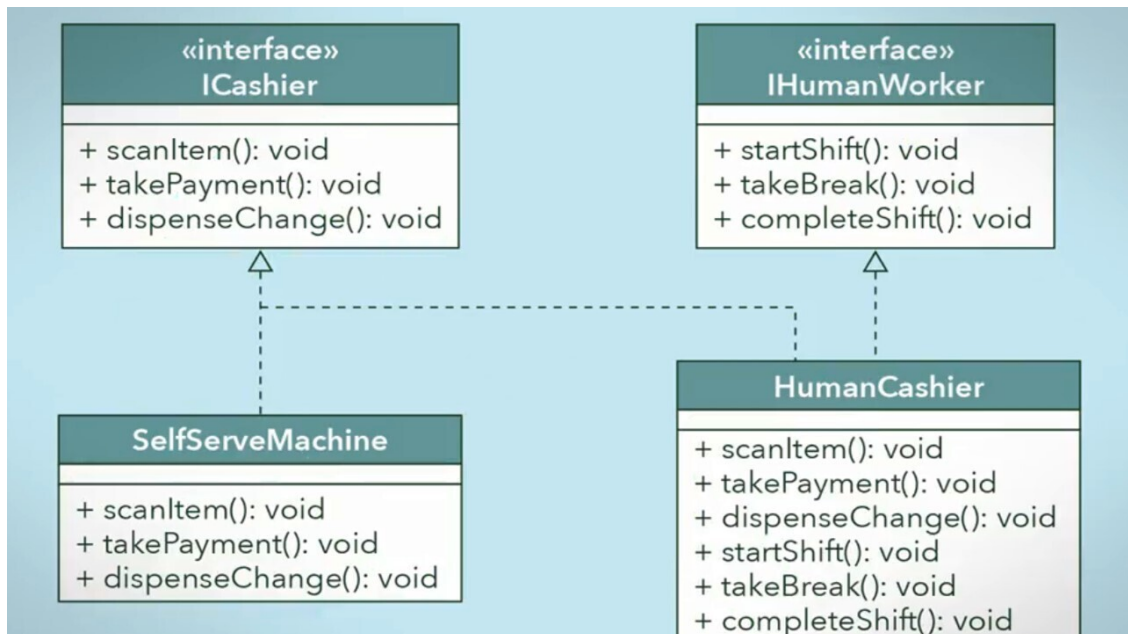 «interface»
ICashier
+ scanItem(): void
+ takePayment(): void
+ dispenseChange(): void
«interface»
IHumanWorker
+ startShift(): void
+ takeBreak(): void
+ completeShift(): void
SelfServeMachine
+ scanItem(): void
+ takePayment(): void
+ dispenseChange(): void
HumanCashier
+ scanItem(): void
+ takePayment(): void
+ dispenseChange(): void
+ startShift(): void
+ takeBreak(): void
+ completeShift(): void